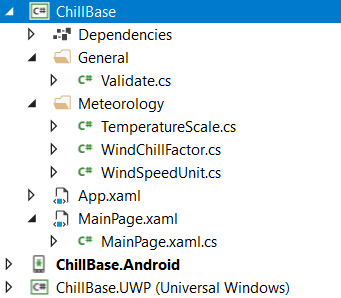 ChillBase
Dependencies
General
C# Validate.cs
Meteorology
C# TemperatureScale.cs
C# WindChillFactor.cs
C# WindSpeedUnit.cs
App.xaml
MainPage.xaml
C# MainPage.xaml.cs
ChillBase.Android
C# ChillBase.UWP (Universal Windows)